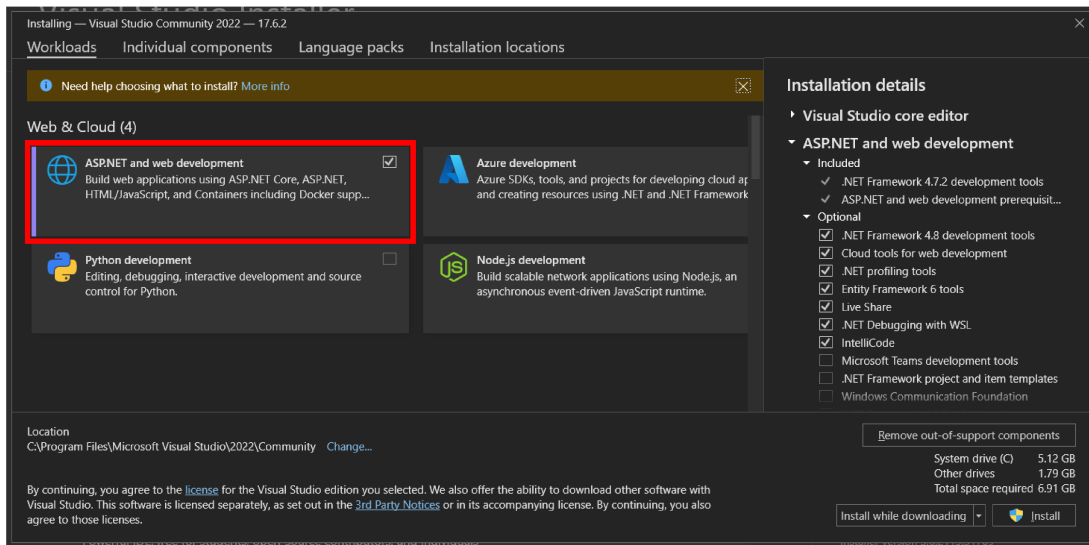 Visual Studio Installer
Installing — Visual Studio Community 2022 — 17.6.2
Workloads
Individual components
Language packs
Installation locations
Need help choosing what to install? More info
Web & Cloud (4)
ASP.NET and web development
Build web applications using ASP.NET Core, ASP.NET,
HTML/JavaScript, and Containers including Docker supp...
Azure development
Azure SDKs, tools, and projects for developing cloud ap
and creating resources using .NET and .NET Framework
Python development
Editing, debugging, interactive development and source
control for Python.
Node.js development
Build scalable network applications using Node.js, an
asynchronous event-driven JavaScript runtime.
Installation details
Visual Studio core editor
ASP.NET and web development
Included
.NET Framework 4.7.2 development tools
ASP.NET and web development prerequisit...
Optional
.NET Framework 4.8 development tools
Cloud tools for web development
.NET profiling tools
Entity Framework 6 tools
Live Share
.NET Debugging with WSL
IntelliCode
Microsoft Teams development tools
.NET Framework project and item templates
Windows Communication Foundation
Location
C:\Program Files\Microsoft Visual Studio\2022\Community Change...
By continuing, you agree to the license for the Visual Studio edition you selected. We also offer the ability to download other software with
Visual Studio. This software is licensed separately, as set out in the 3rd Party Notices or in its accompanying license. By continuing, you also
agree to those licenses.
Remove out-of-support components
System drive (C) 5.12 GB
Other drives 1.79 GB
Total space required 6.91 GB
Install while downloading
Install